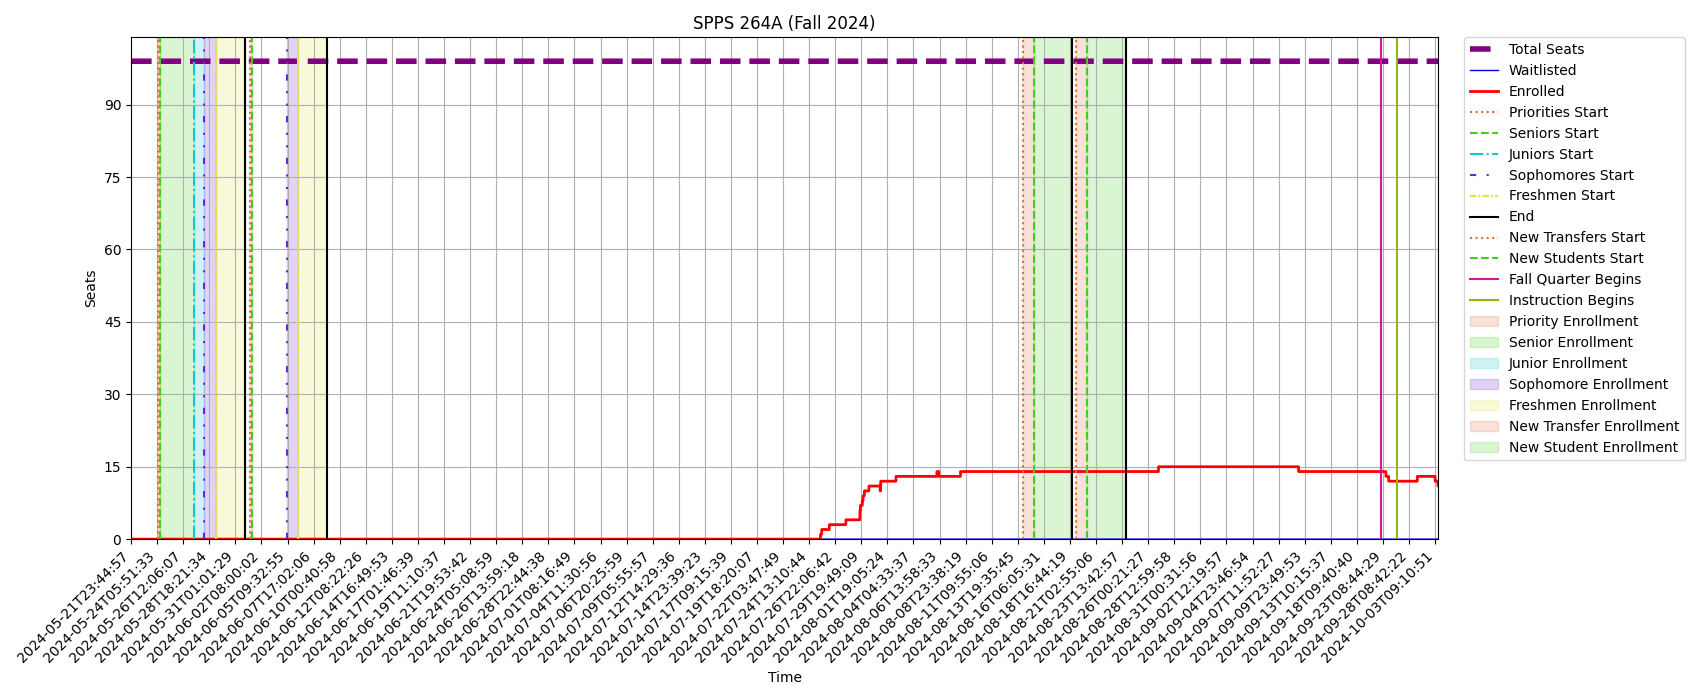 SPPS 264A (Fall 2024)
Seats
90
75
60
45
30
15
0
2024-05-21T23:44:57
2024-05-24T05:51:33
2024-05-26T12:06:07
2024-05-28T18:21:34
2024-05-31T01:01:29
2024-06-02T08:00:02
2024-06-05T09:32:55
2024-06-07T17:02:06
2024-06-10T00:40:58
2024-06-12T08:22:26
2024-06-14T16:49:53
2024-06-17T01:46:39
2024-06-19T11:10:37
2024-06-21T19:53:42
2024-06-24T05:08:59
2024-06-26T13:59:18
2024-06-28T22:44:38
2024-07-01T08:16:49
2024-07-04T11:30:56
2024-07-06T20:25:59
2024-07-09T05:55:57
2024-07-12T14:29:36
2024-07-14T23:39:23
2024-07-17T09:15:39
2024-07-19T18:20:07
2024-07-22T03:47:49
2024-07-24T13:10:44
2024-07-26T22:06:42
2024-07-29T19:49:09
2024-08-01T19:05:24
2024-08-04T04:33:37
2024-08-06T13:58:33
2024-08-08T23:38:19
2024-08-11T09:55:06
2024-08-13T19:35:45
2024-08-16T06:05:31
2024-08-18T16:44:19
2024-08-21T02:55:06
2024-08-23T13:42:57
2024-08-26T00:21:27
2024-08-28T12:59:58
2024-08-31T00:31:56
2024-09-02T12:19:57
2024-09-04T23:46:54
2024-09-07T11:52:27
2024-09-09T23:49:53
2024-09-13T10:15:37
2024-09-18T09:40:40
2024-09-23T08:44:29
2024-09-28T08:42:22
2024-10-03T09:10:51
Time
Total Seats
Waitlisted
Enrolled
Priorities Start
Seniors Start
Juniors Start
Sophomores Start
Freshmen Start
End
New Transfers Start
New Students Start
Fall Quarter Begins
Instruction Begins
Priority Enrollment
Senior Enrollment
Junior Enrollment
Sophomore Enrollment
Freshmen Enrollment
New Transfer Enrollment
New Student Enrollment